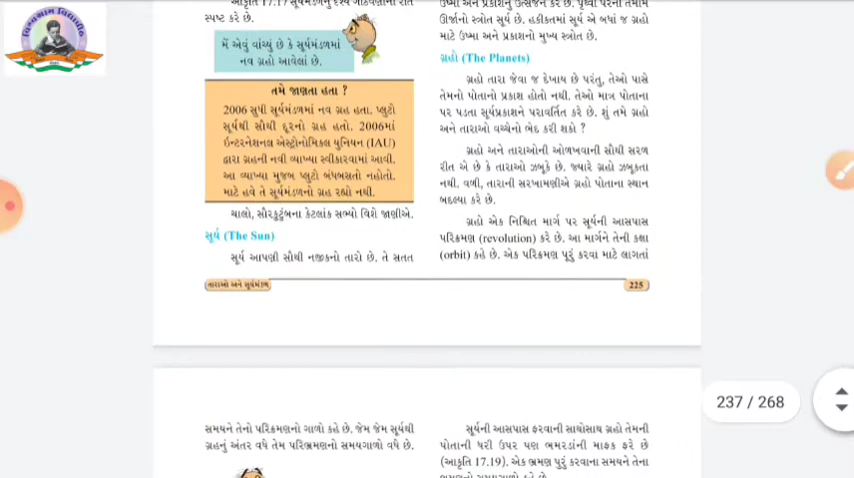 સ્પષ્ટ કરે છે.
મેં એવું વાંચ્યું છે કે સૂર્યમંડળમાં
નવ ગ્રહો આવેલાં છે.
તમે જાણતા હતા ?
2006 સુધી સૂર્યમંડળમાં નવ ગ્રહ હતા. પ્લુટો
સૂર્યથી સૌથી દૂરનો ગ્રહ હતો. 2006માં
ઇન્ટરનેશનલ એસ્ટ્રોનોમિકલ યુનિયન (IAU)
દ્વારા ગ્રહની નવી વ્યાખ્યા સ્વીકારવામાં આવી.
આ વ્યાખ્યા મુજબ પ્લુટો બંધબસતો નહોતો.
માટે હવે તે સૂર્યમંડળનો ગ્રહ રહ્યો નથી.
ચાલો, સૌરકુટુંબના કેટલાંક સભ્યો વિશે જાણીએ.
સૂર્ય (The Sun)
સૂર્ય આપણી સૌથી નજીકનો તારો છે. તે સતત
ઊર્જાનો સ્ત્રોત સૂર્ય છે. હકીકતમાં સૂર્ય એ બધાં જ ગ્રહો
માટે ઉષ્મા અને પ્રકાશનો મુખ્ય સ્ત્રોત છે.
ગ્રહો (The Planets)
ગ્રહો તારા જેવા જ દેખાય છે પરંતુ, તેઓ પાસે
તેમનો પોતાનો પ્રકાશ હોતો નથી. તેઓ માત્ર પોતાના
પર પડતા સૂર્યપ્રકાશને પરાવર્તિત કરે છે. શું તમે ગ્રહો
અને તારાઓ વચ્ચેનો ભેદ કરી શકો ?
ગ્રહો અને તારાઓની ઓળખવાની સૌથી સરળ
રીત એ છે કે તારાઓ ઝબૂકે છે. જ્યારે ગ્રહો ઝબૂકતા
નથી. વળી, તારાની સરખામણીએ ગ્રહો પોતાના સ્થાન
બદલ્યા કરે છે.
ગ્રહો એક નિશ્ચિત માર્ગ પર સૂર્યની આસપાસ
પરિક્રમણ (revolution) કરે છે. આ માર્ગને તેની કક્ષા
(orbit) કહે છે. એક પરિક્રમણ પૂરું કરવા માટે લાગતાં
તારાઓ અને સૂર્યમંડળ
225
237 / 268
સમયને તેનો પરિક્રમણનો ગાળો કહે છે. જેમ જેમ સૂર્યથી
ગ્રહનું અંતર વધે તેમ પરિભ્રમણનો સમયગાળો વધે છે.
સૂર્યની આસપાસ ફરવાની સાથોસાથ ગ્રહો તેમની
પોતાની ધરી ઉપર પણ ભમરડાંની માફક ફરે છે
(આકૃતિ 17.19). એક ભ્રમણ પુરું કરવાના સમયને તેના